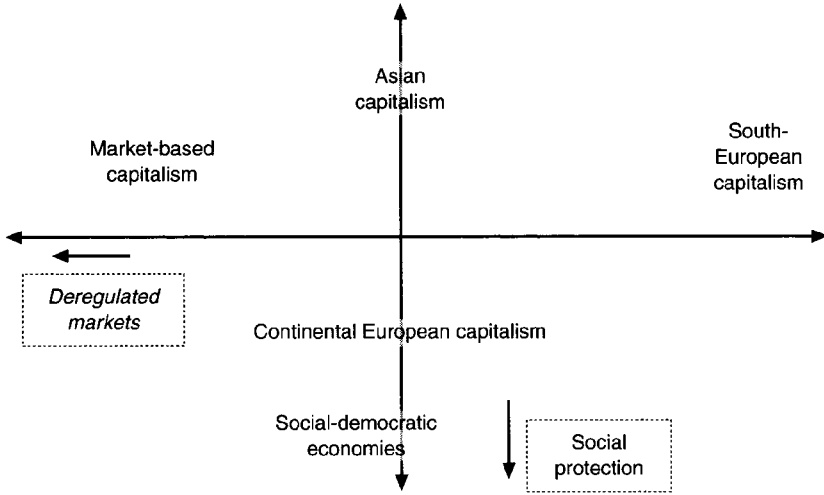 Asian
capitalism
Market-based
capitalism
South-
European
capitalism
Deregulated
markets
Continental European capitalism
Social-democratic
economies
Social
protection